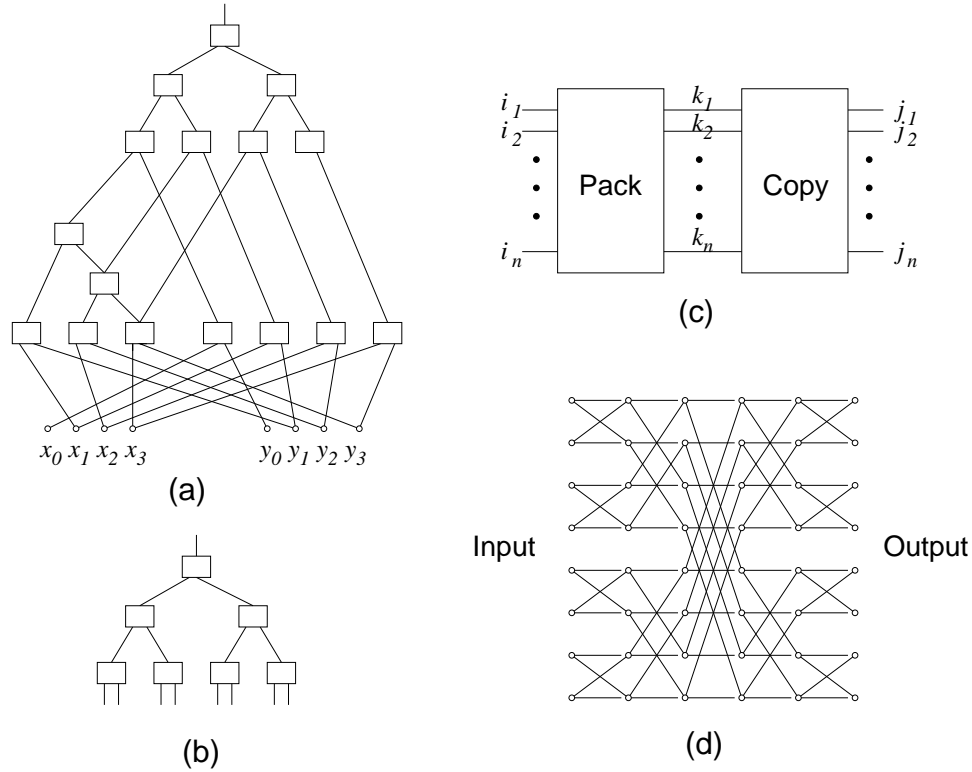 x0 x1 x2 x3 y0 y1 y2 y3
(a)
(b)
i1 k1 j1
i2 k2 j2
Pack Copy
in kn jn
(c)
Input Output
(d)